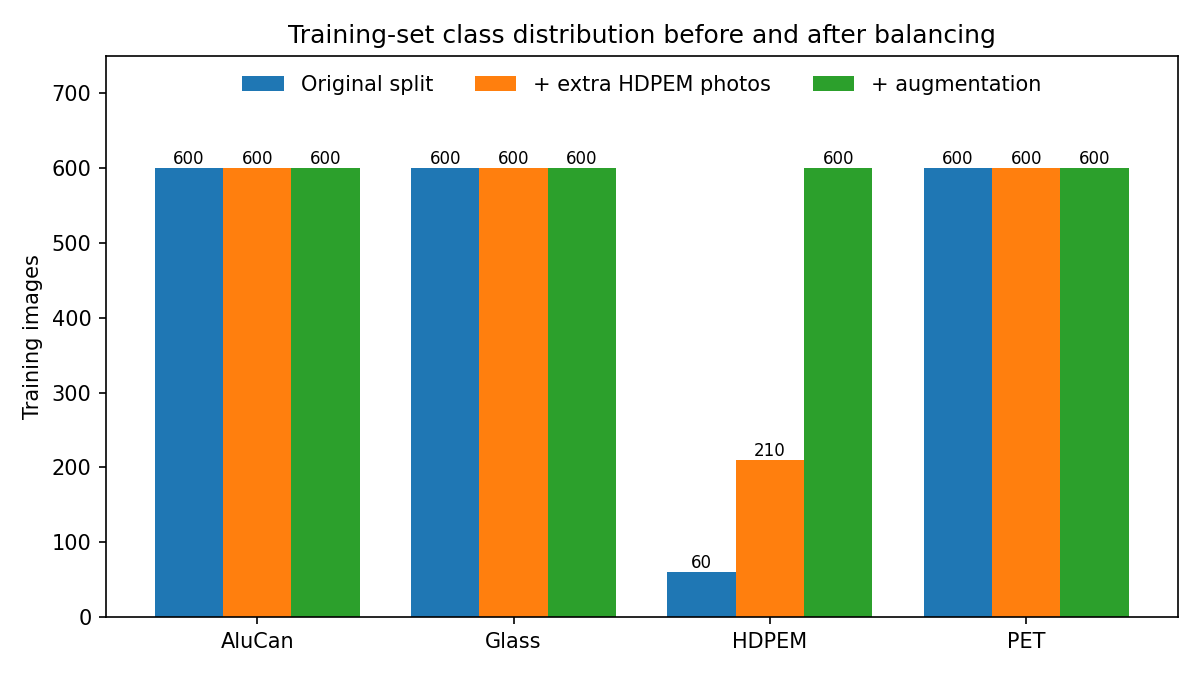 Training-set class distribution before and after balancing
Original split
+ extra HDPEM photos
+ augmentation
Training images
700
600
500
400
300
200
100
0
600 600 600
600 600 600
60 210 600
600 600 600
AluCan
Glass
HDPEM
PET